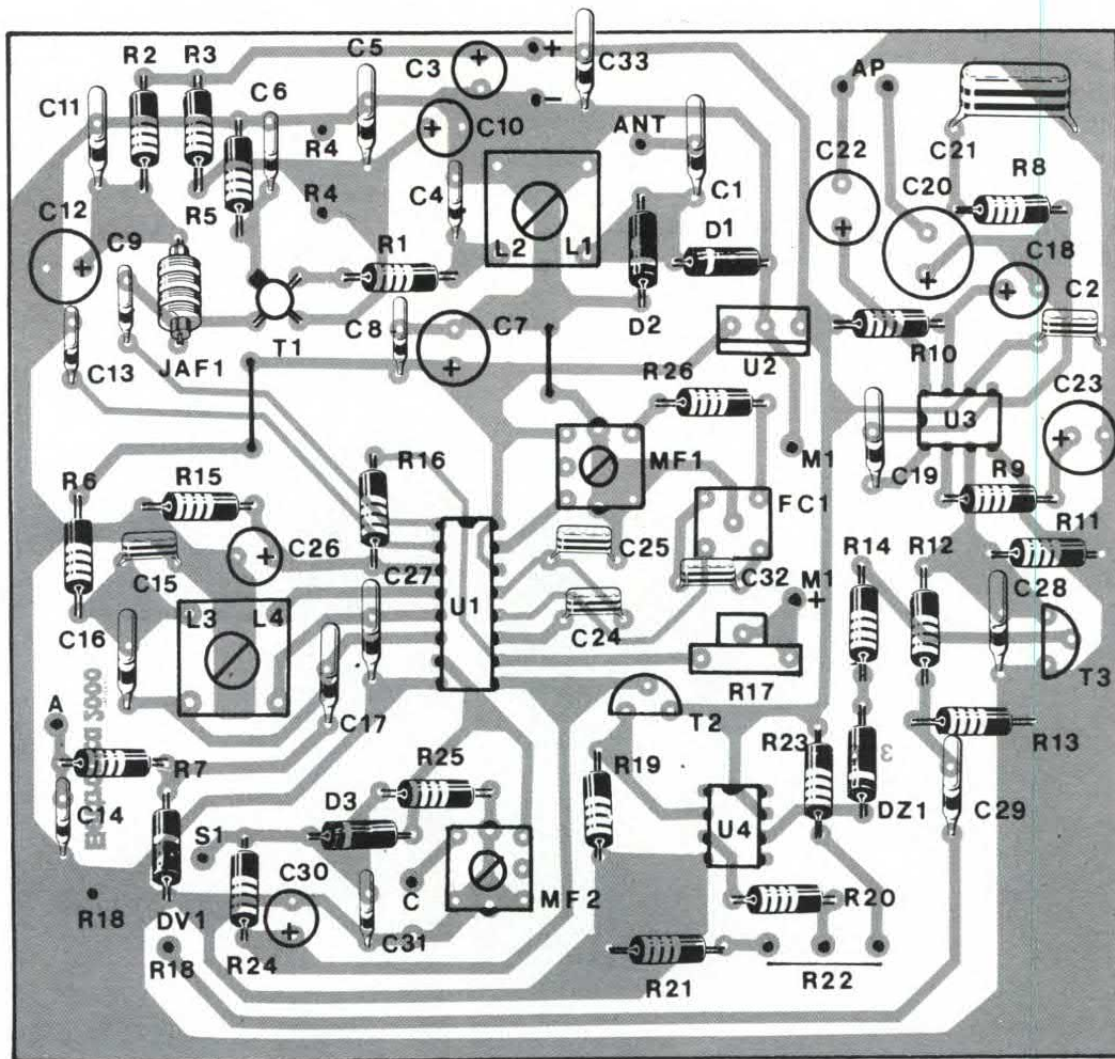 C5
C3
+
+
C33
R2
R3
C6
C11
R4
+
C10
−
ANT
AP
C21
R8
C22
C20
C12
C9
R5
R4
C4
L2
L1
C1
D1
+
+
+
R1
C18
+
C2
C13
JAF1
T1
C8
C7
+
D2
U2
R10
R26
C23
+
U3
R6
R15
R16
MF1
M1
C19
R9
FC1
R11
C26
+
C25
C15
C27
C32
M1
+
R14
R12
C28
L3
L4
U1
C24
C16
R17
T3
A
C17
T2
R13
R7
R25
R19
R23
3
C14
D3
DZ1
C29
S1
U4
C30
+
C
MF2
R20
R18
DV1
R18
R24
C31
R21
R22